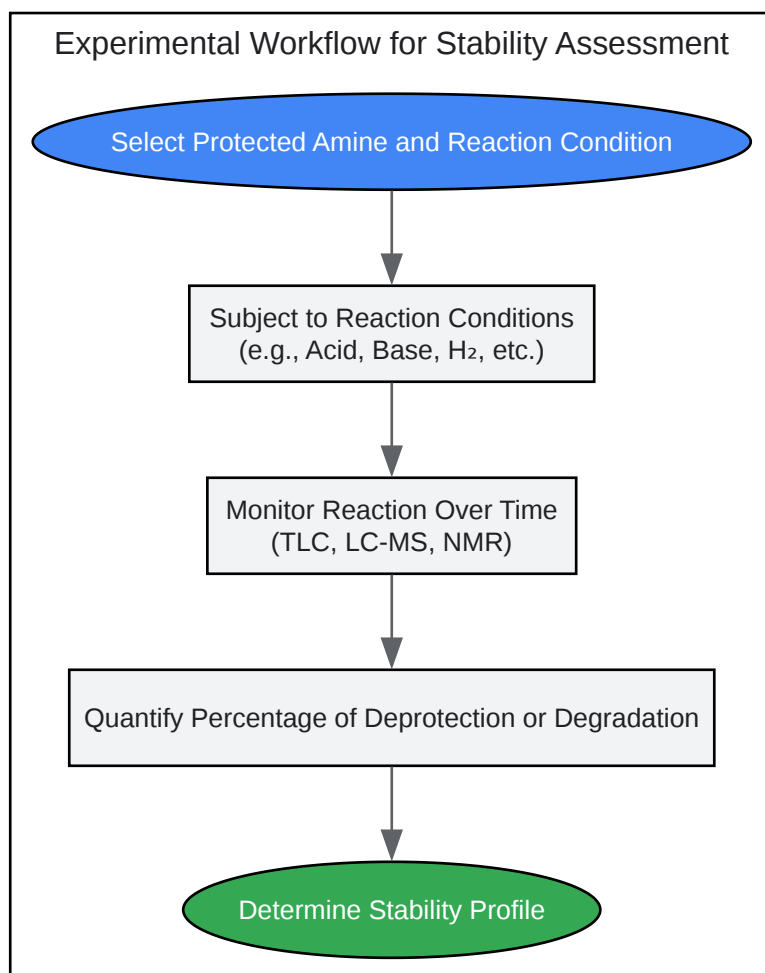 Experimental Workflow for Stability Assessment
Select Protected Amine and Reaction Condition
Subject to Reaction Conditions
(e.g., Acid, Base, H₂, etc.)
Monitor Reaction Over Time
(TLC, LC-MS, NMR)
Quantify Percentage of Deprotection or Degradation
Determine Stability Profile